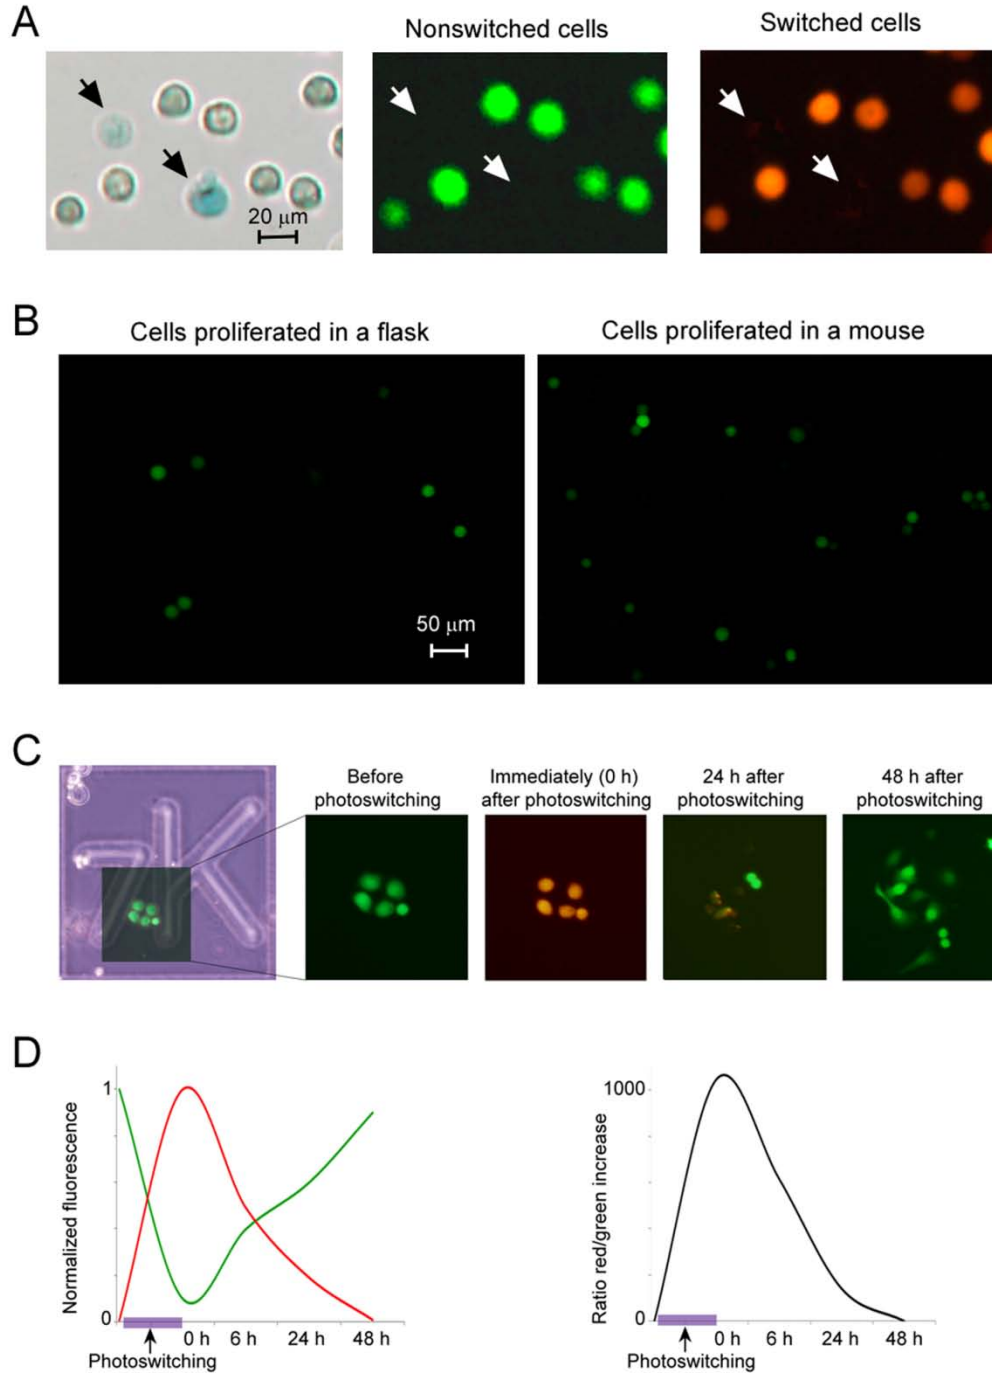 A
Nonswitched cells
Switched cells
20 μm
B
Cells proliferated in a flask
Cells proliferated in a mouse
50 μm
C
Before
photoswitching
Immediately (0 h)
after photoswitching
24 h after
photoswitching
48 h after
photoswitching
D
Normalized fluorescence
1
0
0 h
6 h
24 h
48 h
Photoswitching
Ratio red/green increase
1000
0
0 h
6 h
24 h
48 h
Photoswitching